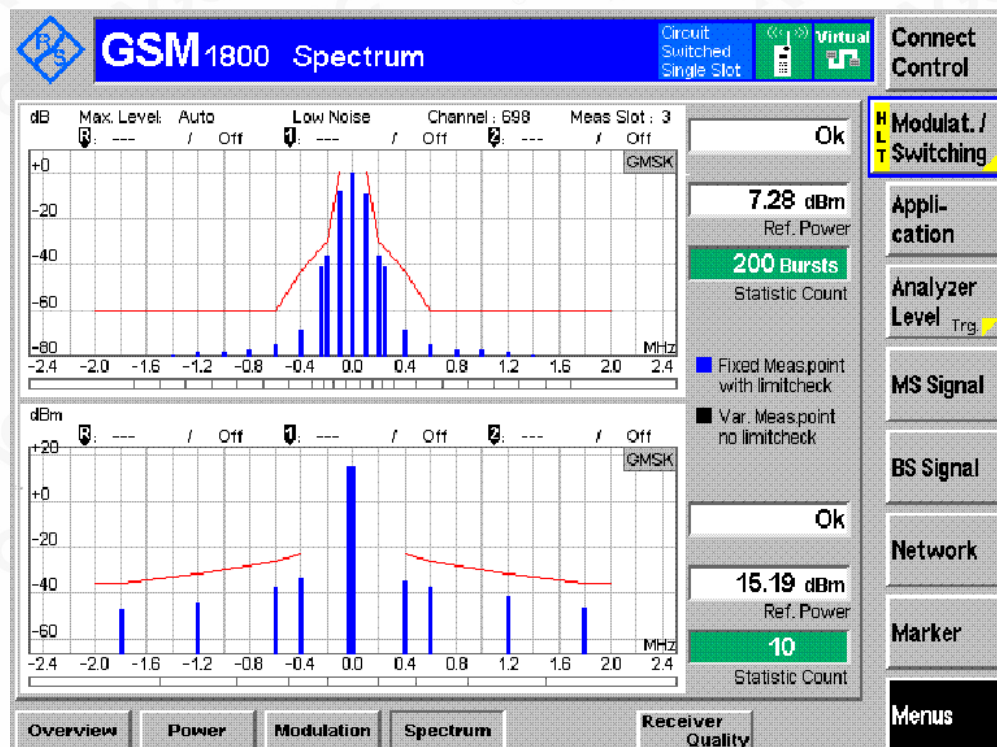 R/S
GSM 1800 Spectrum
Circuit Switched Single Slot
Virtual
Connect Control
dB Max. Level: Auto Low Noise Channel : 698 Meas Slot : 3
R: --- / Off 1: --- / Off 2: --- / Off
GMSK
+0
-20
-40
-60
-80
MHz
-2.4 -2.0 -1.6 -1.2 -0.8 -0.4 0.0 0.4 0.8 1.2 1.6 2.0 2.4
Ok
7.28 dBm
Ref. Power
200 Bursts
Statistic Count
Fixed Meas.point
with limitcheck
Var. Meas.point
no limitcheck
dBm
R: --- / Off 1: --- / Off 2: --- / Off
GMSK
+20
+0
-20
-40
-60
MHz
-2.4 -2.0 -1.6 -1.2 -0.8 -0.4 0.0 0.4 0.8 1.2 1.6 2.0 2.4
Ok
15.19 dBm
Ref. Power
10
Statistic Count
HLT
Modulat. /
Switching
Appli-
cation
Analyzer
Level Trg.
MS Signal
BS Signal
Network
Marker
Menus
Overview Power Modulation Spectrum Receiver Quality